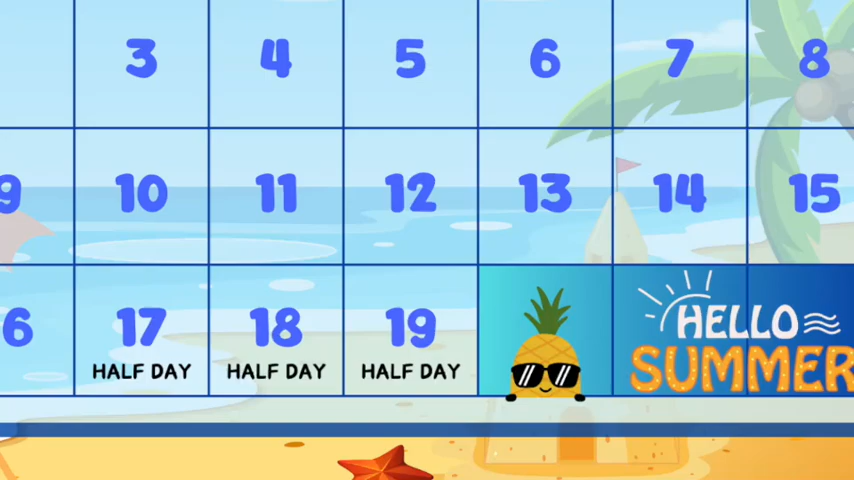 3 4 5 6 7 8
9 10 11 12 13 14 15
6 17 18 19
HALF DAY HALF DAY HALF DAY
HELLO
SUMMER